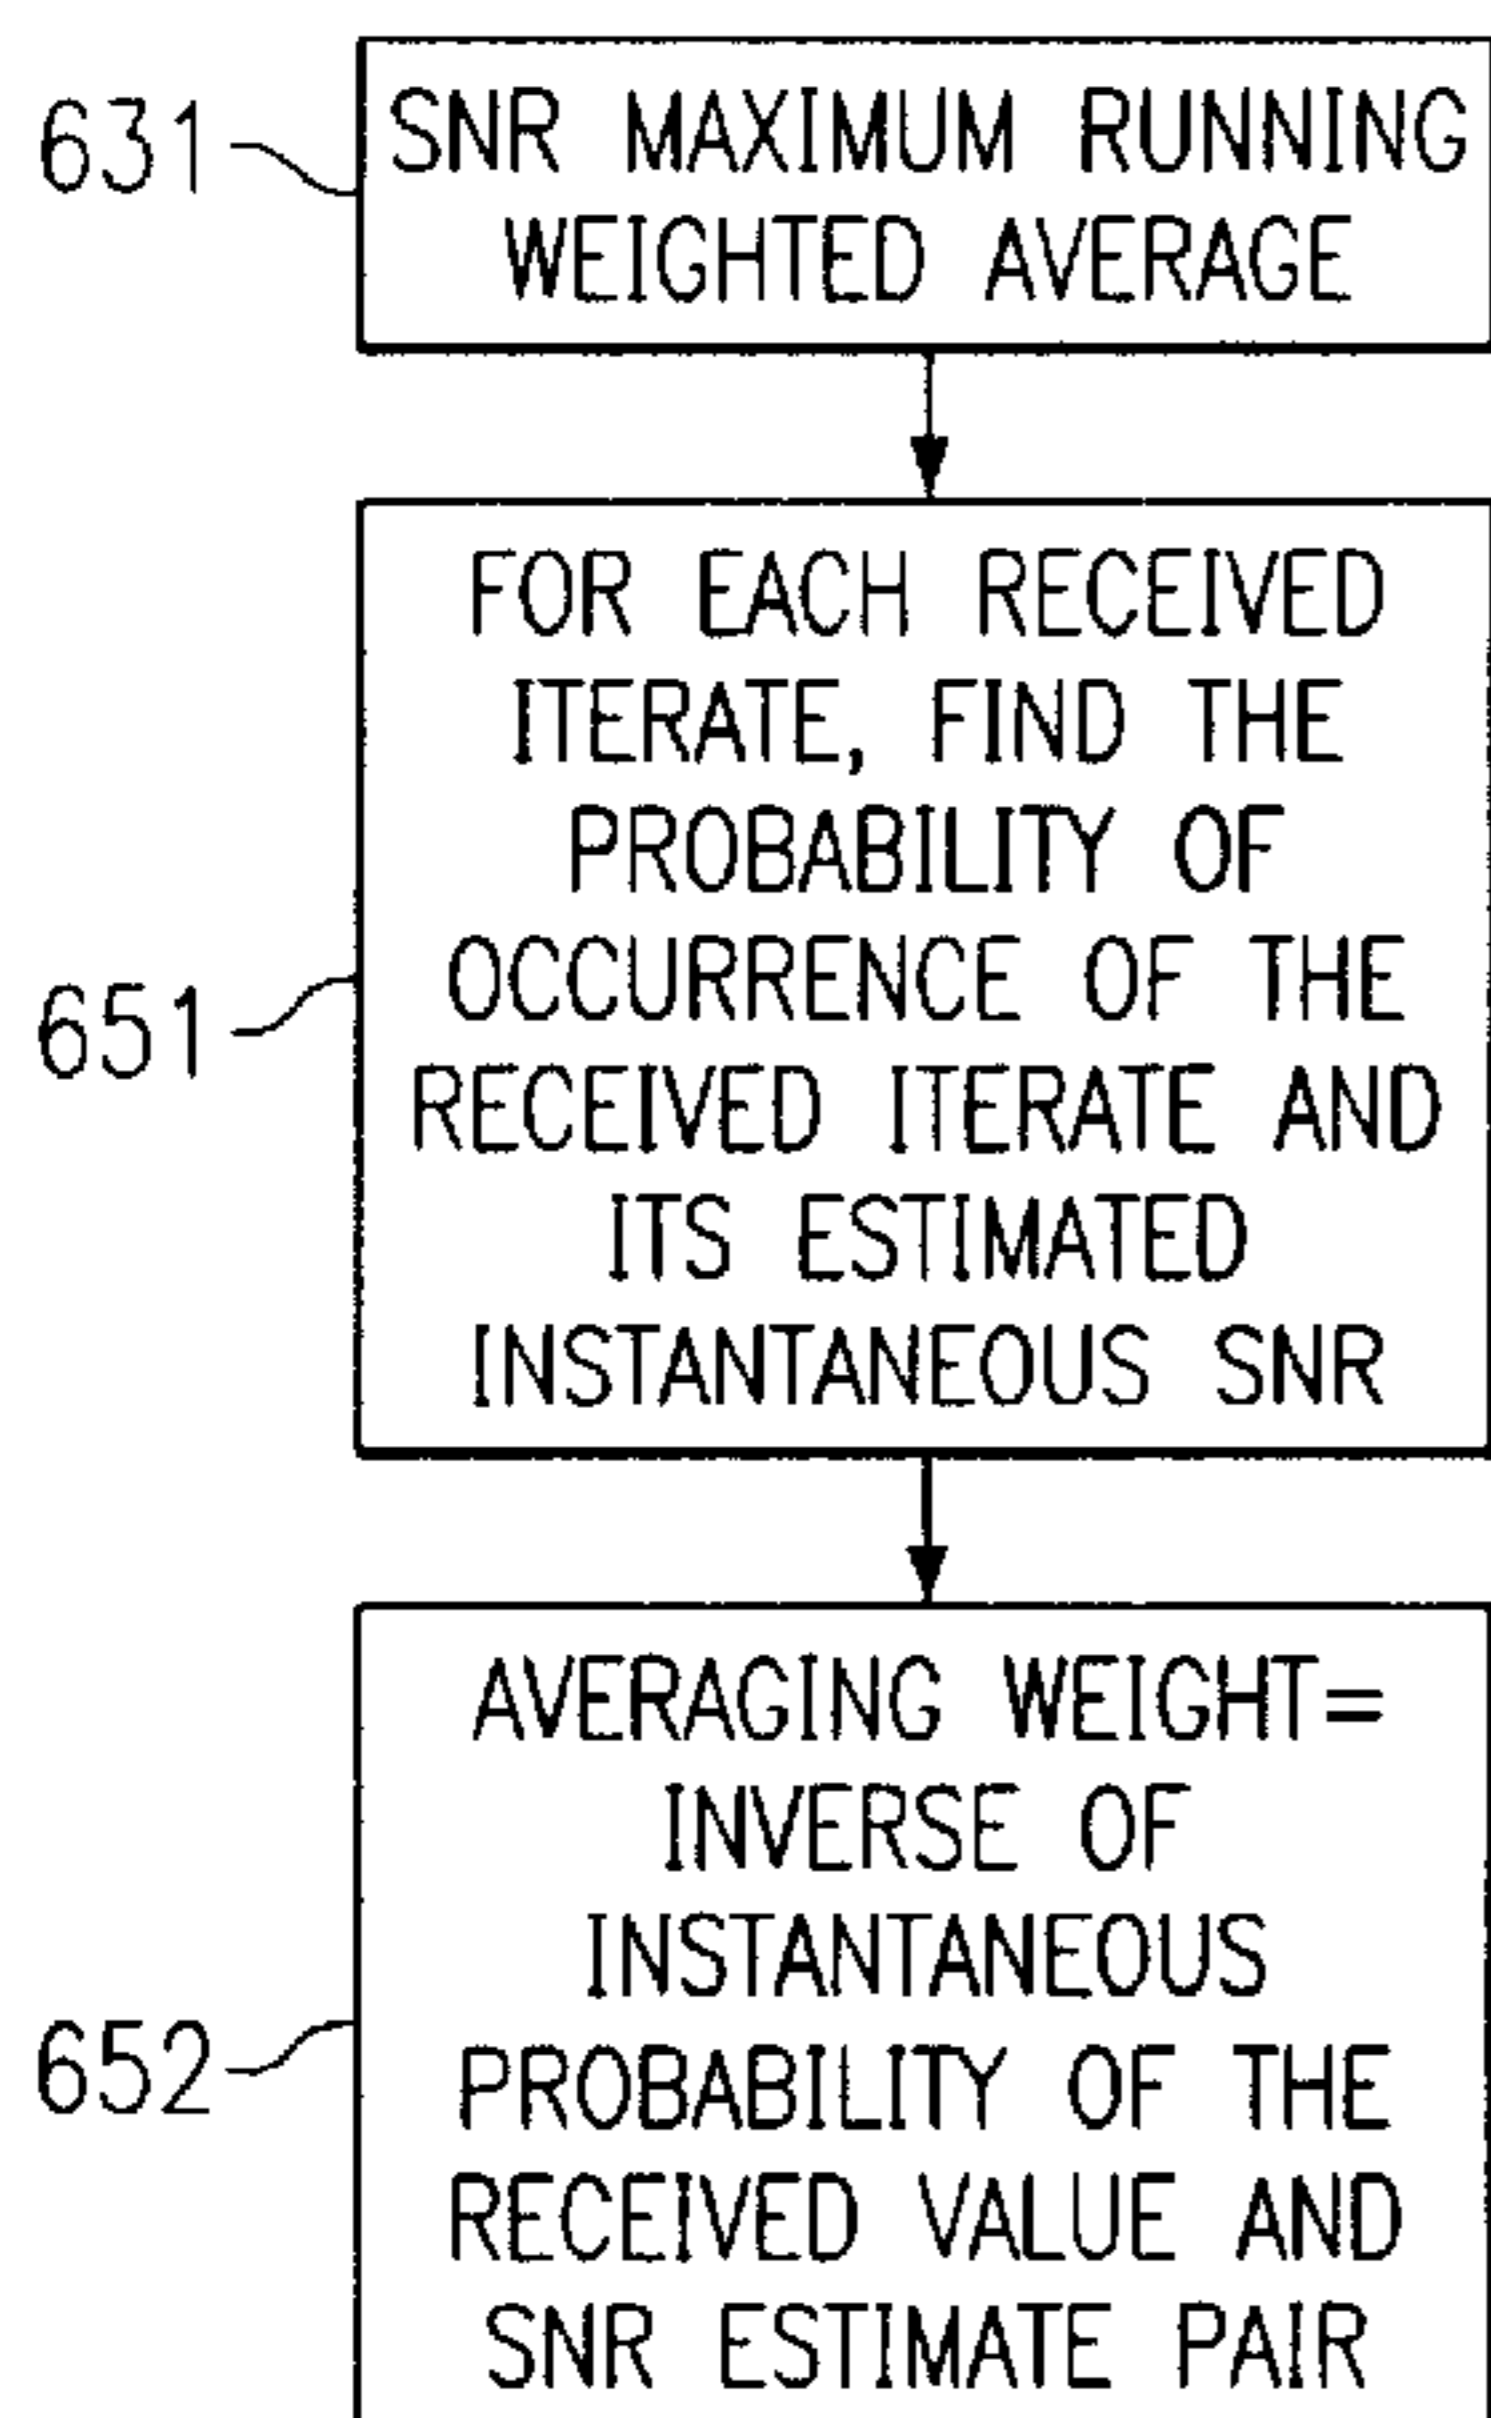 631
SNR MAXIMUM RUNNING
WEIGHTED AVERAGE
FOR EACH RECEIVED
ITERATE, FIND THE
PROBABILITY OF
OCCURRENCE OF THE
RECEIVED ITERATE AND
ITS ESTIMATED
INSTANTANEOUS SNR
651
AVERAGING WEIGHT=
INVERSE OF
INSTANTANEOUS
PROBABILITY OF THE
RECEIVED VALUE AND
SNR ESTIMATE PAIR
652